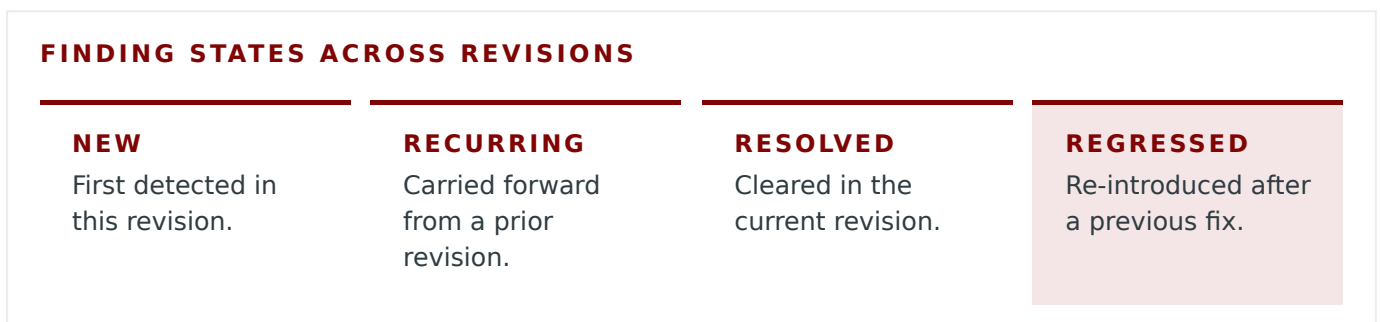 FINDING STATES ACROSS REVISIONS
NEW
First detected in
this revision.
RECURRING
Carried forward
from a prior
revision.
RESOLVED
Cleared in the
current revision.
REGRESSED
Re-introduced after
a previous fix.